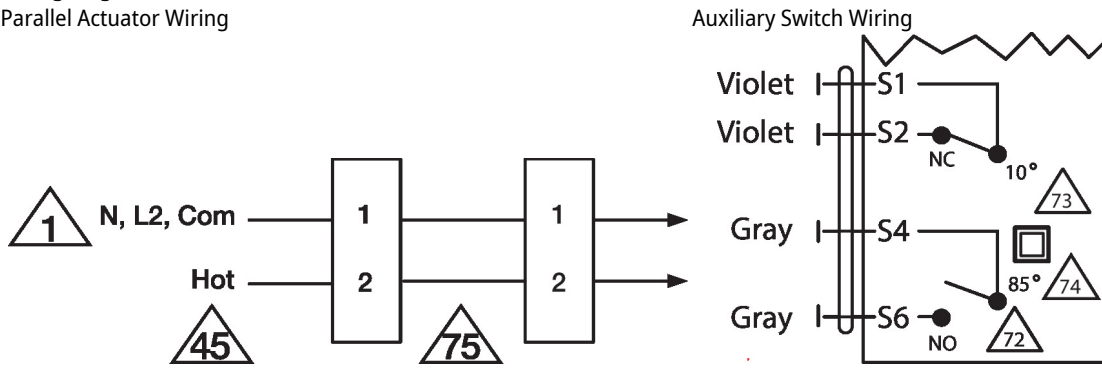 Parallel Actuator Wiring
1
N, L2, Com
1
1
Hot
2
2
45
75
Auxiliary Switch Wiring
Violet
S1
Violet
S2
NC
10°
73
Gray
S4
85°
74
Gray
S6
NO
72